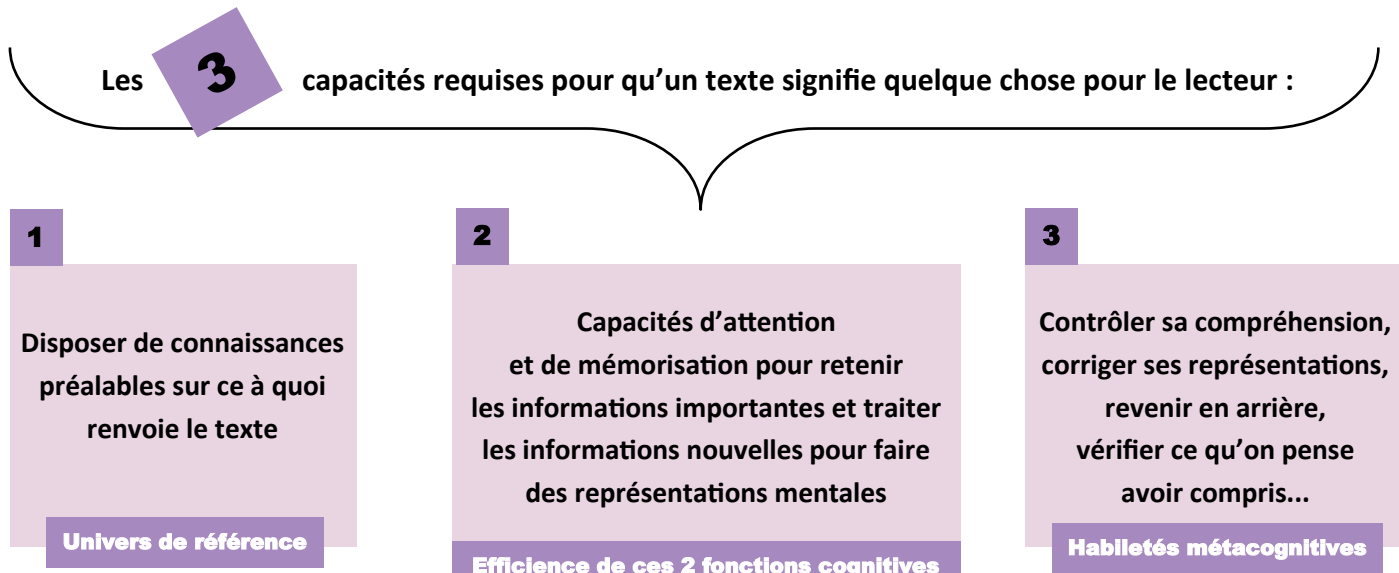 Les 3 capacités requises pour qu’un texte signifie quelque chose pour le lecteur :
1
Disposer de connaissances
préalables sur ce à quoi
renvoie le texte
Univers de référence
2
Capacités d’attention
et de mémorisation pour retenir
les informations importantes et traiter
les informations nouvelles pour faire
des représentations mentales
Efficience de ces 2 fonctions cognitives
3
Contrôler sa compréhension,
corriger ses représentations,
revenir en arrière,
vérifier ce qu’on pense
avoir compris...
Habiletés métacognitives